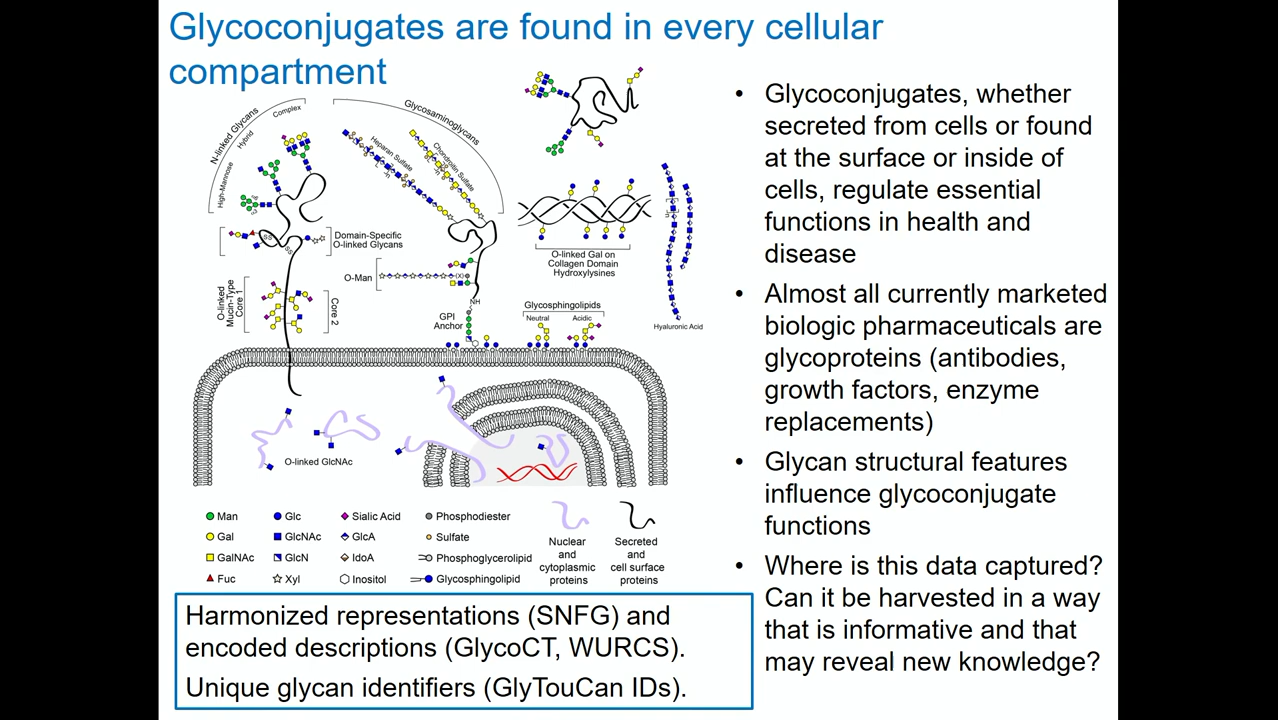 Glycoconjugates are found in every cellular
compartment
N-linked Glycans
High-Mannose
Hybrid
Complex
Glycosaminoglycans
Heparan Sulfate
Chondroitin Sulfate
SS
SS
Domain-Specific
O-linked Glycans
O-Man
(X)
O-linked
Mucin-Type
Core 1
Core 2
NH
GPI
Anchor
Glycosphingolipids
Neutral
Acidic
O-linked Gal on
Collagen Domain
Hydroxylysines
Hyaluronic Acid
O-linked GlcNAc
Man
Glc
Sialic Acid
Phosphodiester
Gal
GlcNAc
GlcA
Sulfate
GalNAc
GlcN
IdoA
Phosphoglycerolipid
Fuc
Xyl
Inositol
Glycosphingolipid
Nuclear
and
cytoplasmic
proteins
Secreted
and
cell surface
proteins
Harmonized representations (SNFG) and
encoded descriptions (GlycoCT, WURCS).
Unique glycan identifiers (GlyTouCan IDs).
• Glycoconjugates, whether
secreted from cells or found
at the surface or inside of
cells, regulate essential
functions in health and
disease
• Almost all currently marketed
biologic pharmaceuticals are
glycoproteins (antibodies,
growth factors, enzyme
replacements)
• Glycan structural features
influence glycoconjugate
functions
• Where is this data captured?
Can it be harvested in a way
that is informative and that
may reveal new knowledge?